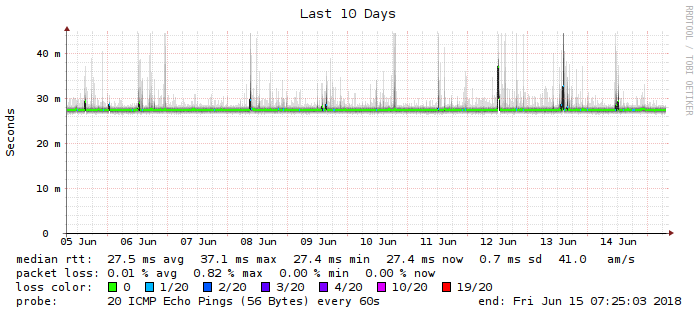 Last 10 Days
RRDTOOL / TOBI OETIKER
Seconds
40 m
30 m
20 m
10 m
0
05 Jun 06 Jun 07 Jun 08 Jun 09 Jun 10 Jun 11 Jun 12 Jun 13 Jun 14 Jun
median rtt: 27.5 ms avg 37.1 ms max 27.4 ms min 27.4 ms now 0.7 ms sd 41.0 am/s
packet loss: 0.01 % avg 0.82 % max 0.00 % min 0.00 % now
loss color: 0 1/20 2/20 3/20 4/20 10/20 19/20
probe: 20 ICMP Echo Pings (56 Bytes) every 60s end: Fri Jun 15 07:25:03 2018